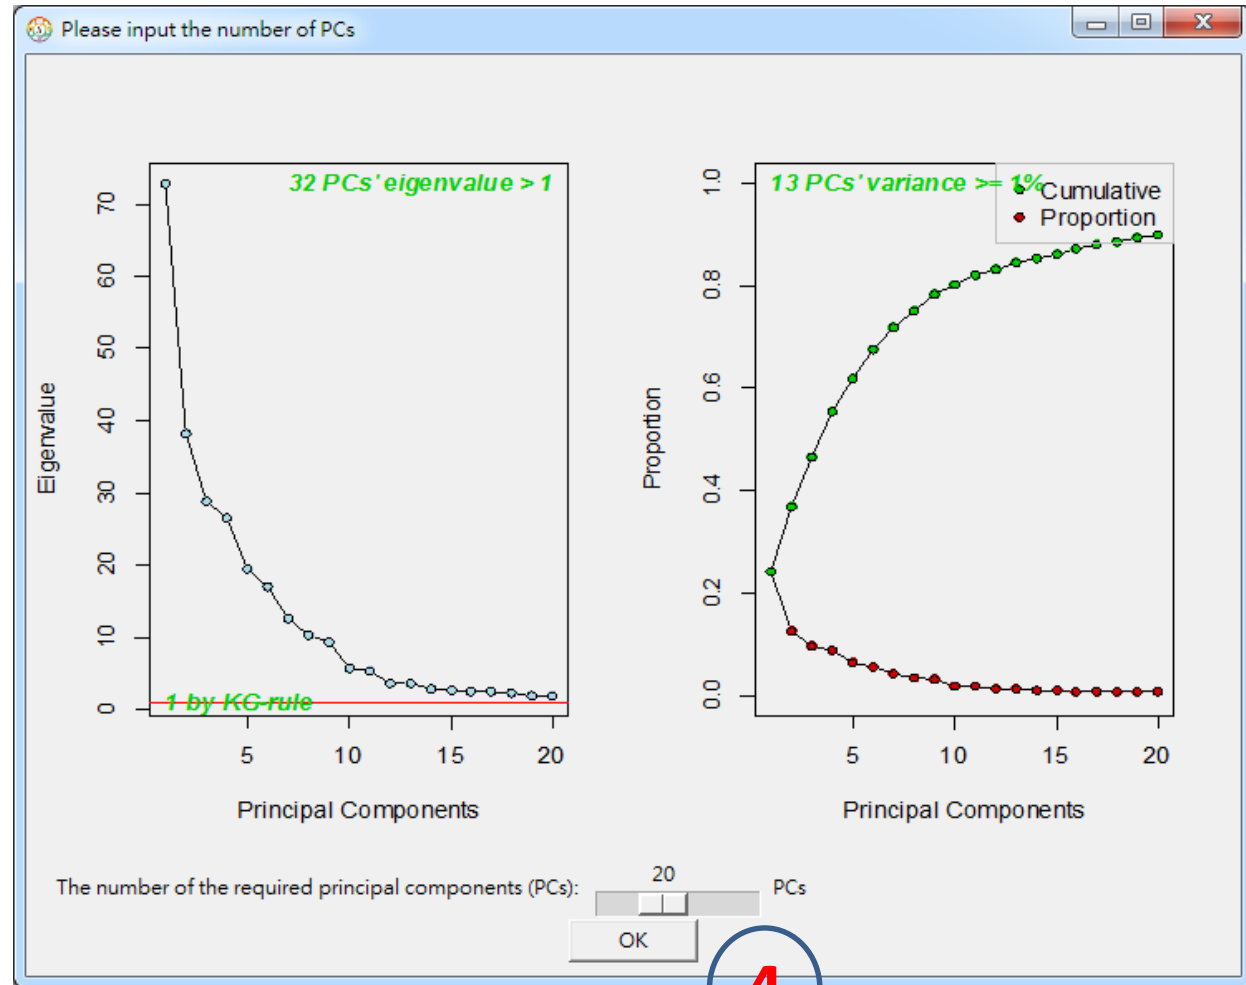 Please input the number of PCs
32 PCs' eigenvalue > 1
Eigenvalue
70
60
50
40
30
20
10
0
1 by KG-rule
5 10 15 20
Principal Components
13 PCs' variance >= 1%
Cumulative
Proportion
Proportion
1.0
0.8
0.6
0.4
0.2
0.0
5 10 15 20
Principal Components
20
The number of the required principal components (PCs): PCs
OK
4